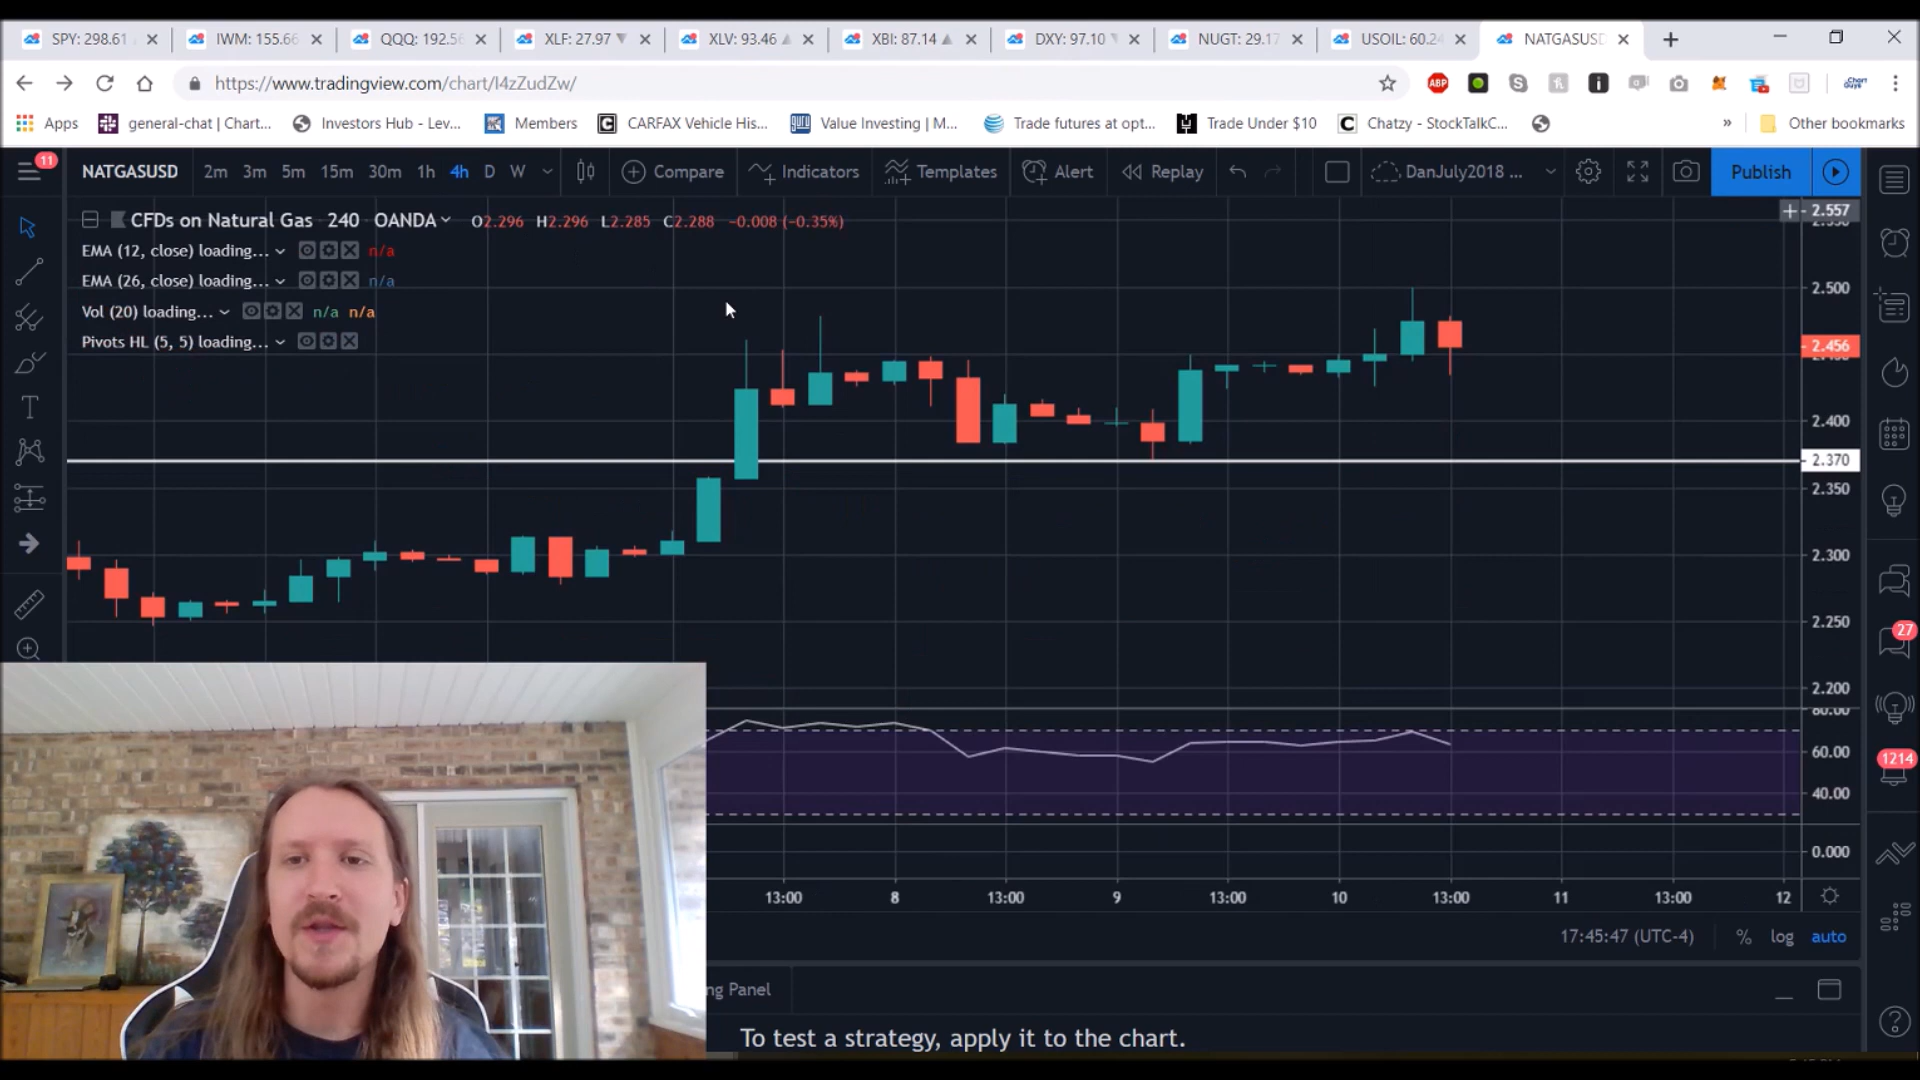 SPY: 298.61 IWM: 155.66 QQQ: 192.56 XLF: 27.97 ▼ XLV: 93.46 ▲ XBI: 87.14 ▲ DXY: 97.10 ▼ NUGT: 29.17 USOIL: 60.24 NATGASUSD
https://www.tradingview.com/chart/I4zZudZw/
ABP
Apps general-chat | Chart... Investors Hub - Lev... Members CARFAX Vehicle His... Value Investing | M... Trade futures at opt... Trade Under $10 Chatzy - StockTalkC... » Other bookmarks
11 NATGASUSD 2m 3m 5m 15m 30m 1h 4h D W Compare Indicators Templates Alert Replay DanJuly2018 ... Publish
CFDs on Natural Gas 240 OANDA O2.296 H2.296 L2.285 C2.288 −0.008 (−0.35%)
2.557
EMA (12, close) loading... n/a
EMA (26, close) loading... n/a
2.500
Vol (20) loading... n/a n/a
Pivots HL (5, 5) loading...
2.456
2.400
2.370
2.350
2.300
2.250
27
2.200
80.00
60.00
1214
40.00
0.000
13:00 8 13:00 9 13:00 10 13:00 11 13:00 12
17:45:47 (UTC-4) % log auto
ng Panel
To test a strategy, apply it to the chart.